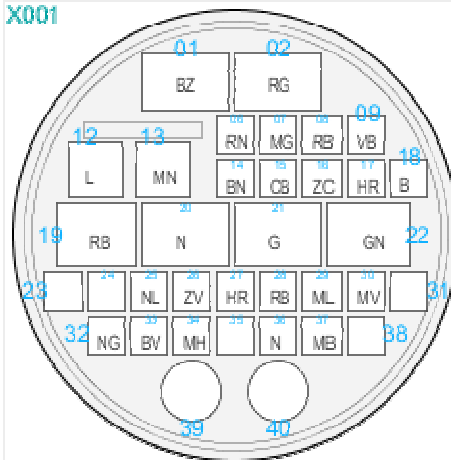 X001
01 02
BZ RG
06 07 08 09
RN MG RB VB
12 13
L MN
14 15 16 17 18
BN CB ZC HR B
20 21
19 RB N G GN 22
23 24 25 26 27 28 29 30 31
NL ZV HR RB ML MV
32 33 34 35 36 37 38
NG BV MH N MB
39 40